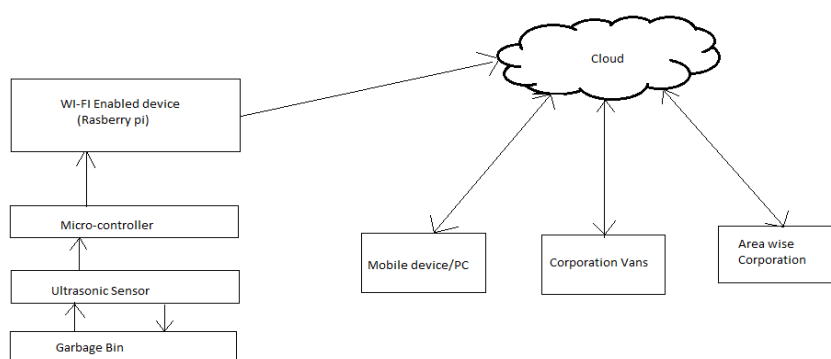 Cloud
WI-FI Enabled device
(Rasberry pi)
Micro-controller
Ultrasonic Sensor
Garbage Bin
Mobile device/PC
Corporation Vans
Area wise
Corporation